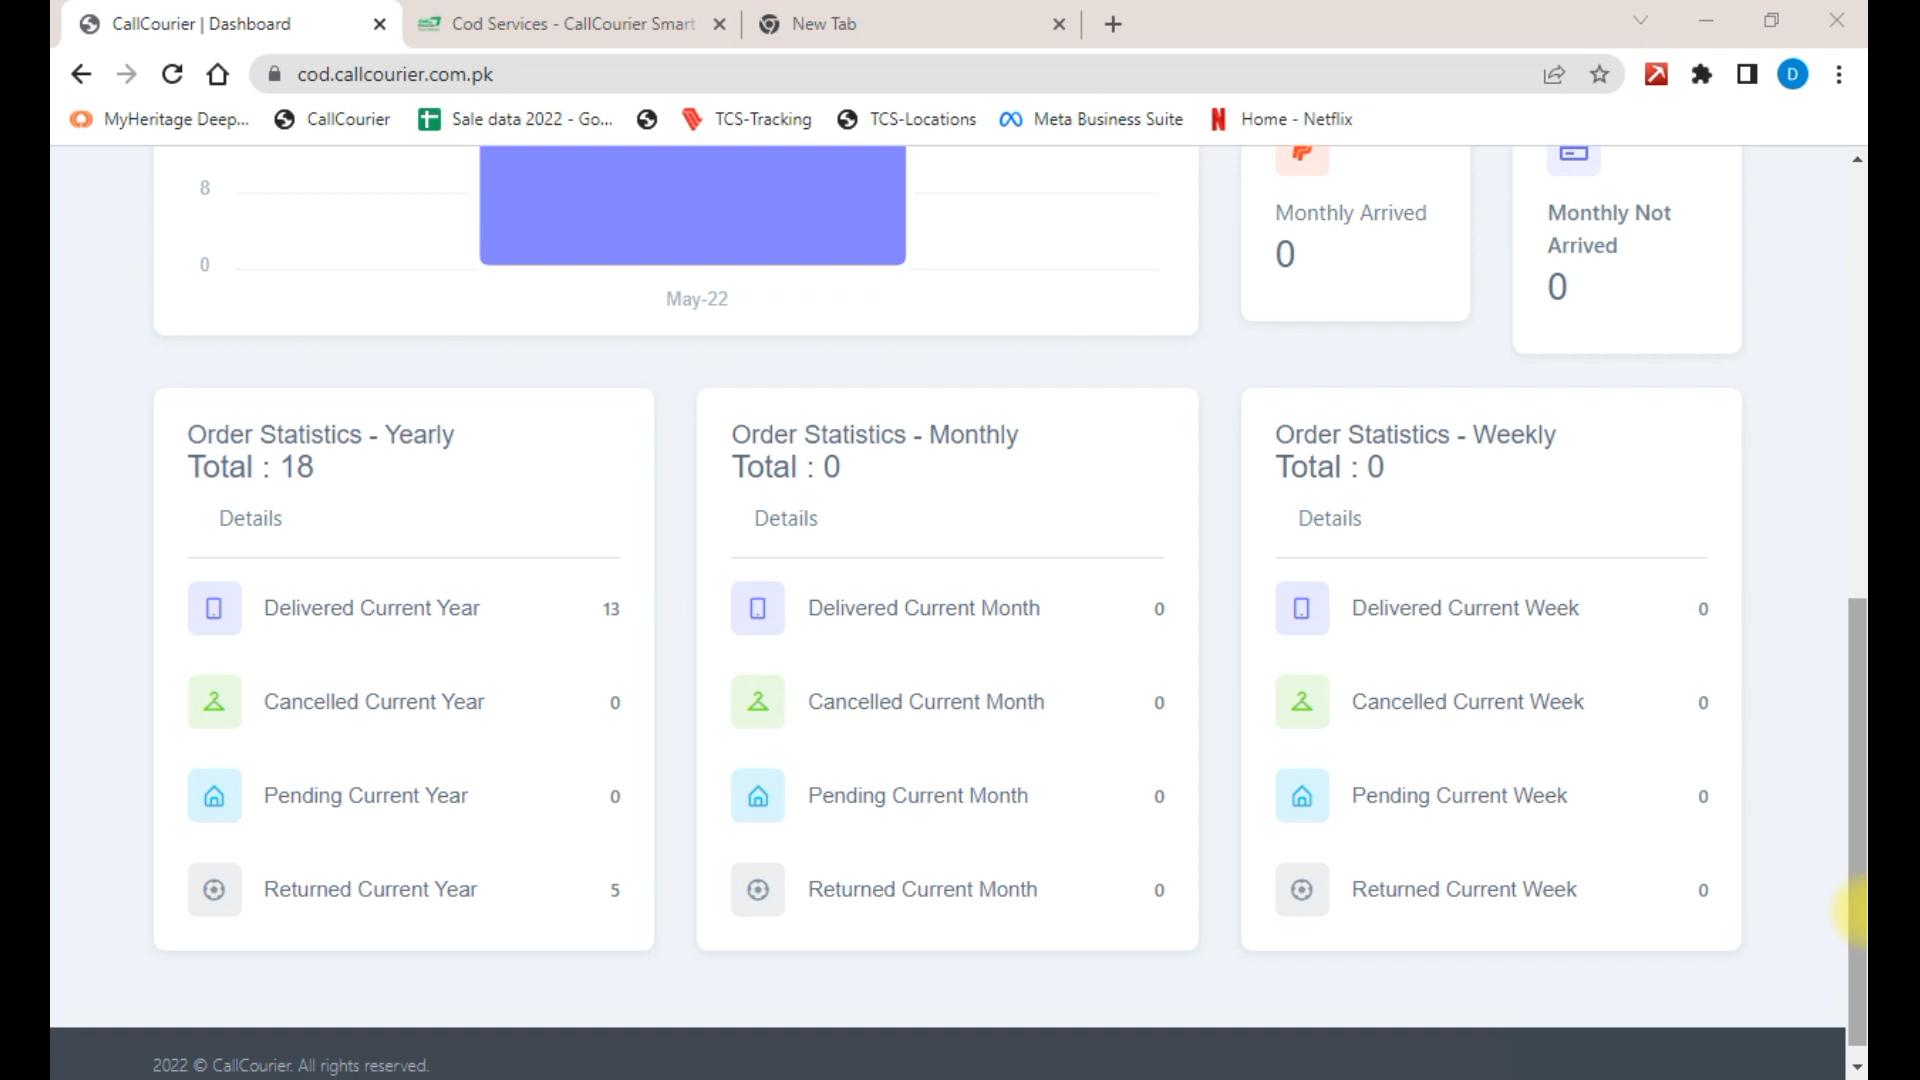 CallCourier | Dashboard
Cod Services - CallCourier Smart
New Tab
cod.callcourier.com.pk
D
MyHeritage Deep...
CallCourier
Sale data 2022 - Go...
TCS-Tracking
TCS-Locations
Meta Business Suite
Home - Netflix
8
0
May-22
Monthly Arrived
0
Monthly Not
Arrived
0
Order Statistics - Yearly
Total : 18
Details
Delivered Current Year 13
Cancelled Current Year 0
Pending Current Year 0
Returned Current Year 5
Order Statistics - Monthly
Total : 0
Details
Delivered Current Month 0
Cancelled Current Month 0
Pending Current Month 0
Returned Current Month 0
Order Statistics - Weekly
Total : 0
Details
Delivered Current Week 0
Cancelled Current Week 0
Pending Current Week 0
Returned Current Week 0
2022 © CallCourier. All rights reserved.